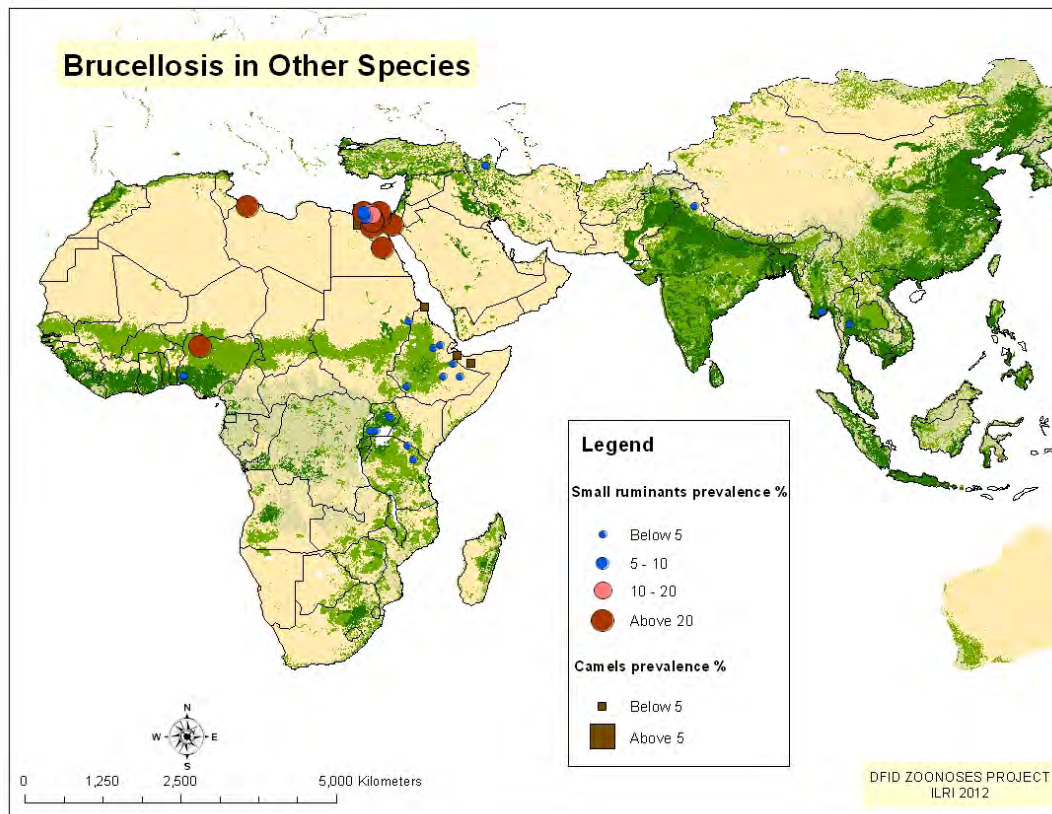 Brucellosis in Other Species
Legend
Small ruminants prevalence %
Below 5
5 - 10
10 - 20
Above 20
Camels prevalence %
Below 5
Above 5
N
W E
S
0 1,250 2,500 5,000 Kilometers
DFID ZOONOSES PROJECT
ILRI 2012